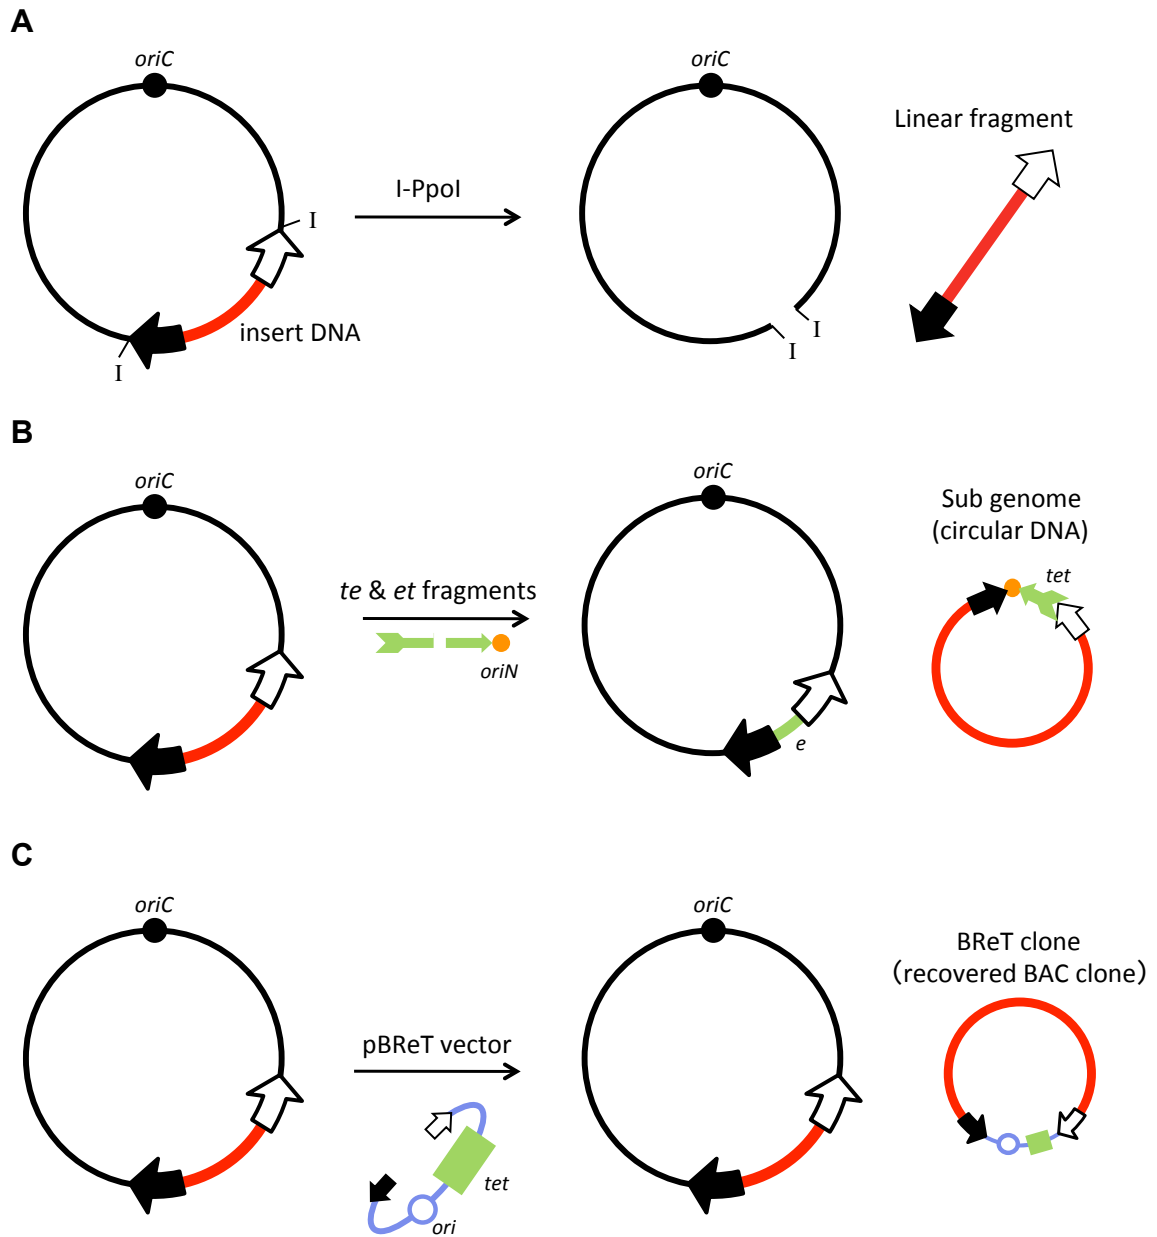 A
oriC
I
insert DNA
I
I-PpoI
oriC
I
I
Linear fragment
B
oriC
te & et fragments
oriN
oriC
e
Sub genome
(circular DNA)
tet
C
oriC
pBReT vector
tet
ori
oriC
BReT clone
（recovered BAC clone）